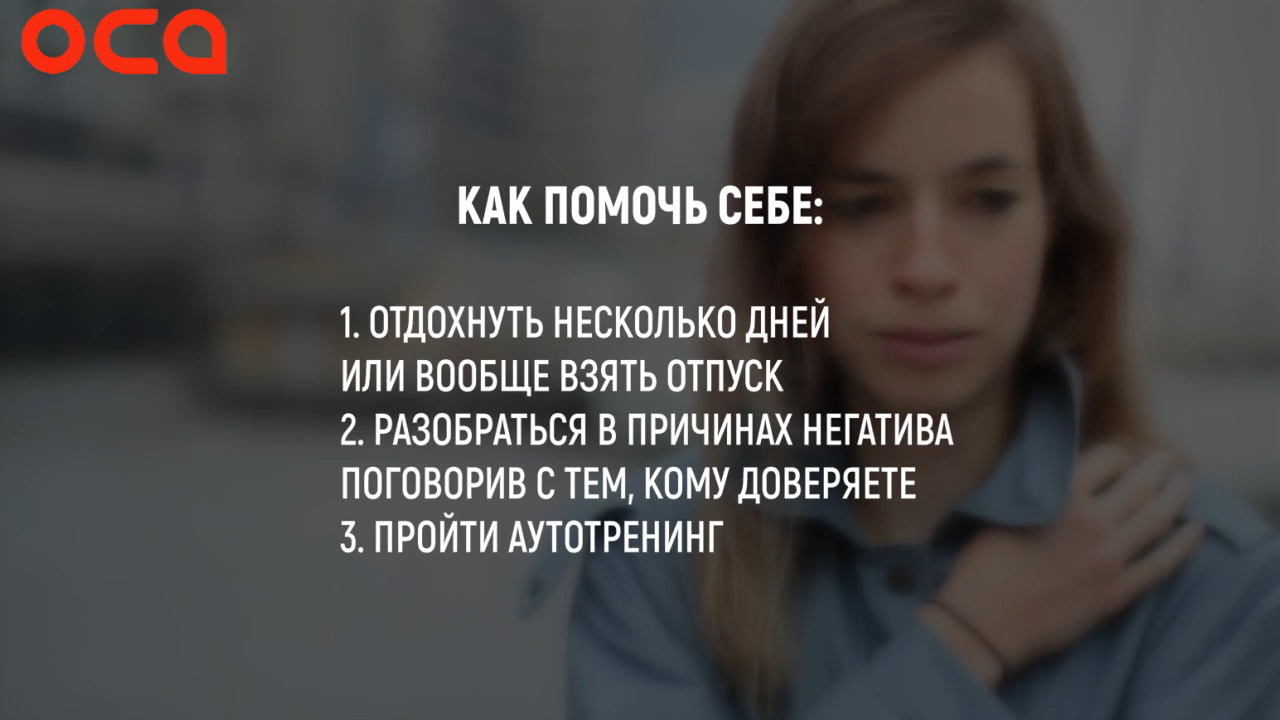 оса
КАК ПОМОЧЬ СЕБЕ:
1. ОТДОХНУТЬ НЕСКОЛЬКО ДНЕЙ
ИЛИ ВООБЩЕ ВЗЯТЬ ОТПУСК
2. РАЗОБРАТЬСЯ В ПРИЧИНАХ НЕГАТИВА
ПОГОВОРИВ С ТЕМ, КОМУ ДОВЕРЯЕТЕ
3. ПРОЙТИ АУТОТРЕНИНГ